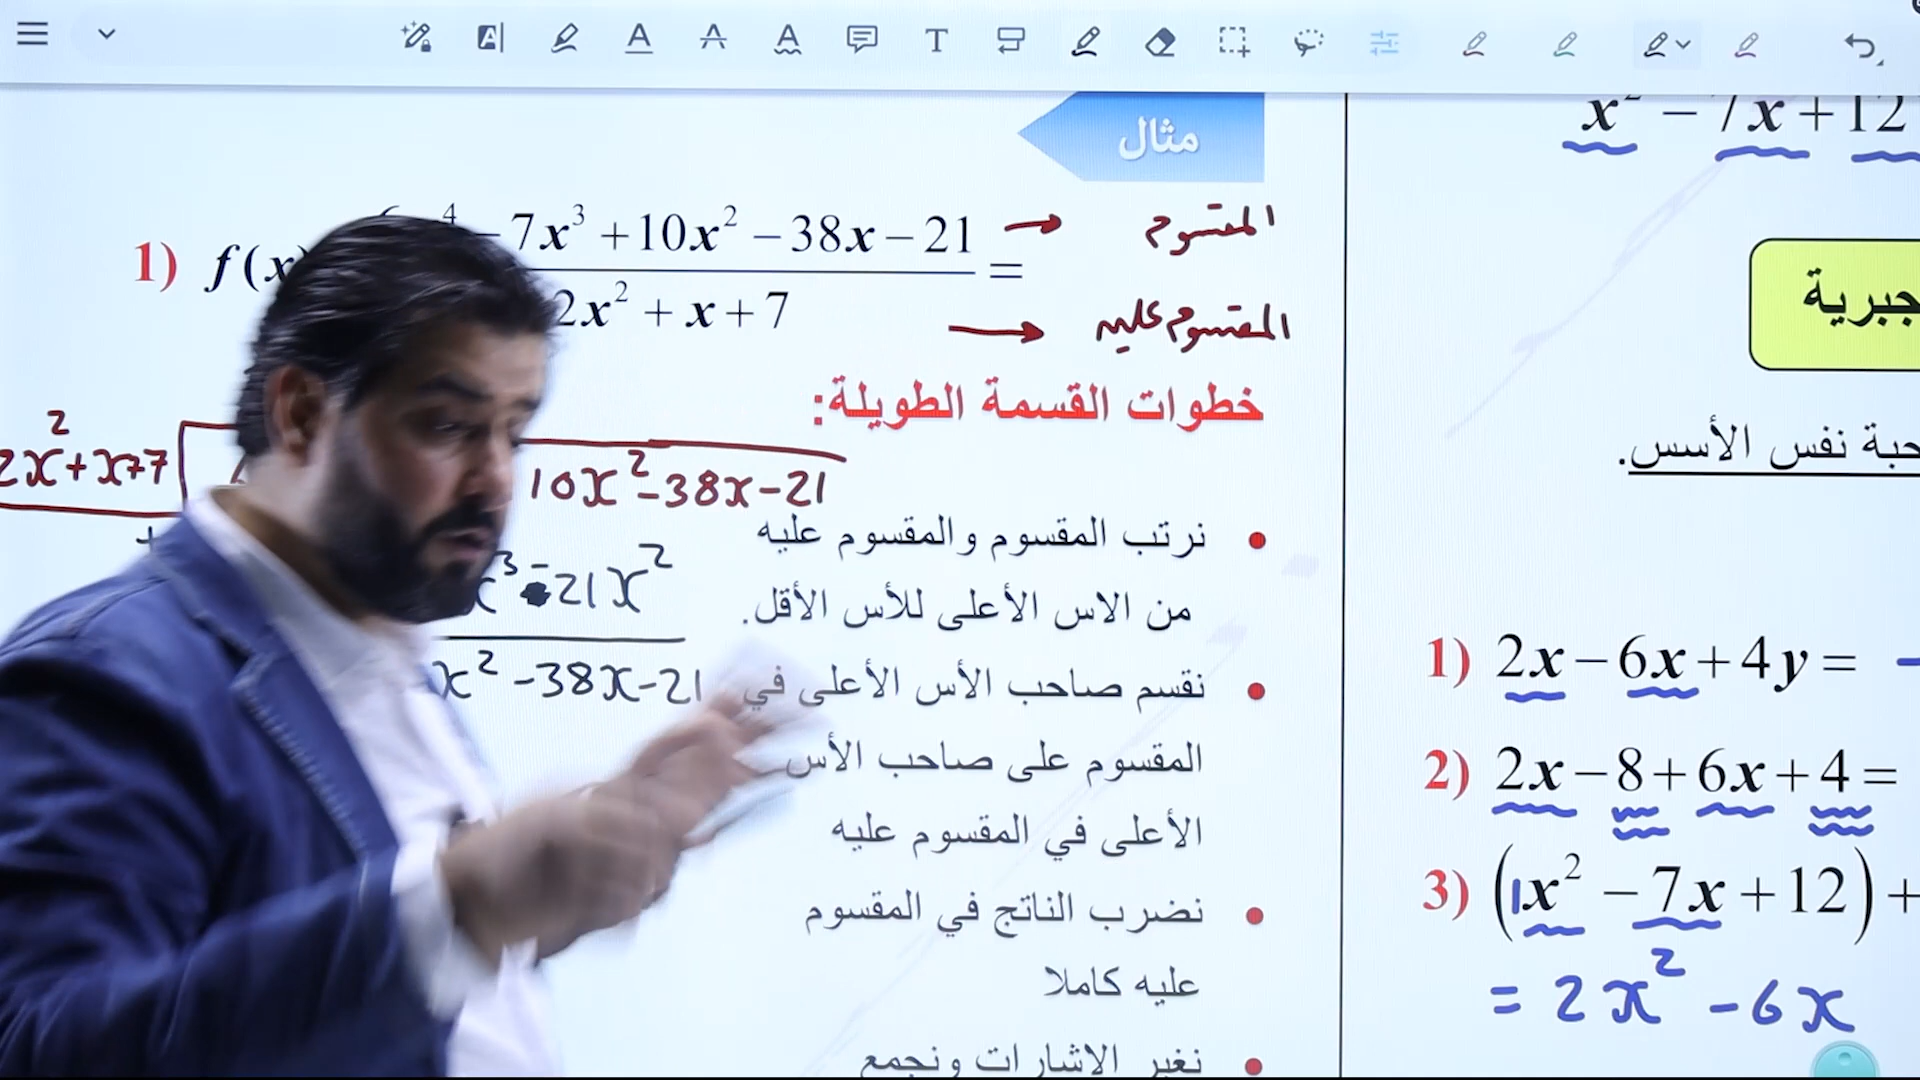 مثال
4 − 7x³ + 10x² − 38x − 21 =
المقسوم
1) f(x
2x² + x + 7
المقسوم عليه
خطوات القسمة الطويلة:
2x² + x + 7
10x² − 38x − 21
• نرتب المقسوم والمقسوم عليه
من الاس الأعلى للأس الأقل.
x³ − 21x²
x² − 38x − 21
• نقسم صاحب الأس الأعلى في
المقسوم على صاحب الأس
الأعلى في المقسوم عليه
• نضرب الناتج في المقسوم
عليه كاملا
• نغير الاشارات ونجمع
x² − 7x + 12
جبرية
نفس الأسس.
1) 2x − 6x + 4y =
2) 2x − 8 + 6x + 4 =
3) (1x² − 7x + 12) +
= 2x² − 6x